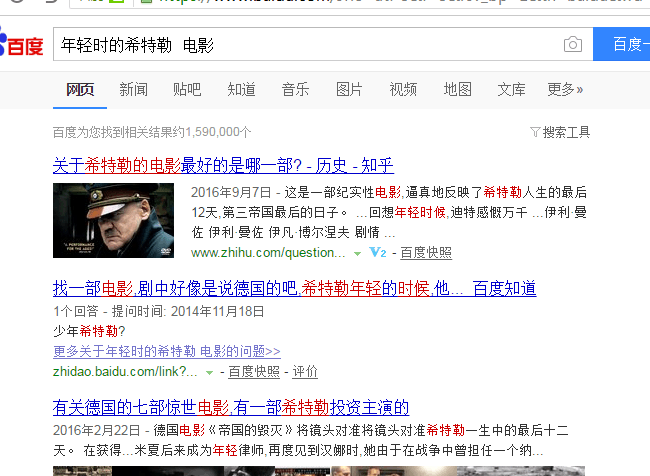 百度
年轻时的希特勒 电影
百度一
网页 新闻 贴吧 知道 音乐 图片 视频 地图 文库 更多»
百度为您找到相关结果约1,590,000个 搜索工具
关于希特勒的电影最好的是哪一部? - 历史 - 知乎
2016年9月7日 - 这是一部纪实性电影,逼真地反映了希特勒人生的最后
12天,第三帝国最后的日子。 ...回想年轻时候,迪特感慨万千 ...伊利·曼
佐 伊利·曼佐 伊凡·博尔涅夫 剧情 ...
www.zhihu.com/question... V2 - 百度快照
找一部电影,剧中好像是说德国的吧,希特勒年轻的时候,他... 百度知道
1个回答 - 提问时间: 2014年11月18日
少年希特勒?
更多关于年轻时的希特勒 电影的问题>>
zhidao.baidu.com/link?... - 百度快照 - 评价
有关德国的七部惊世电影,有一部希特勒投资主演的
2016年2月22日 - 德国电影《帝国的毁灭》将镜头对准将镜头对准希特勒一生中的最后十二
天。 在获得...米夏后来成为年轻律师,再度见到汉娜时,她由于在战争中曾担任一个纳...